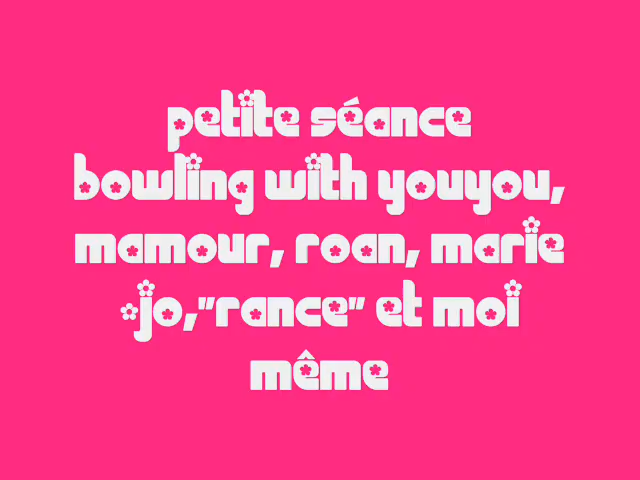 petite séance
bowling with youyou,
mamour, roan, marie
-jo,"rance" et moi
même